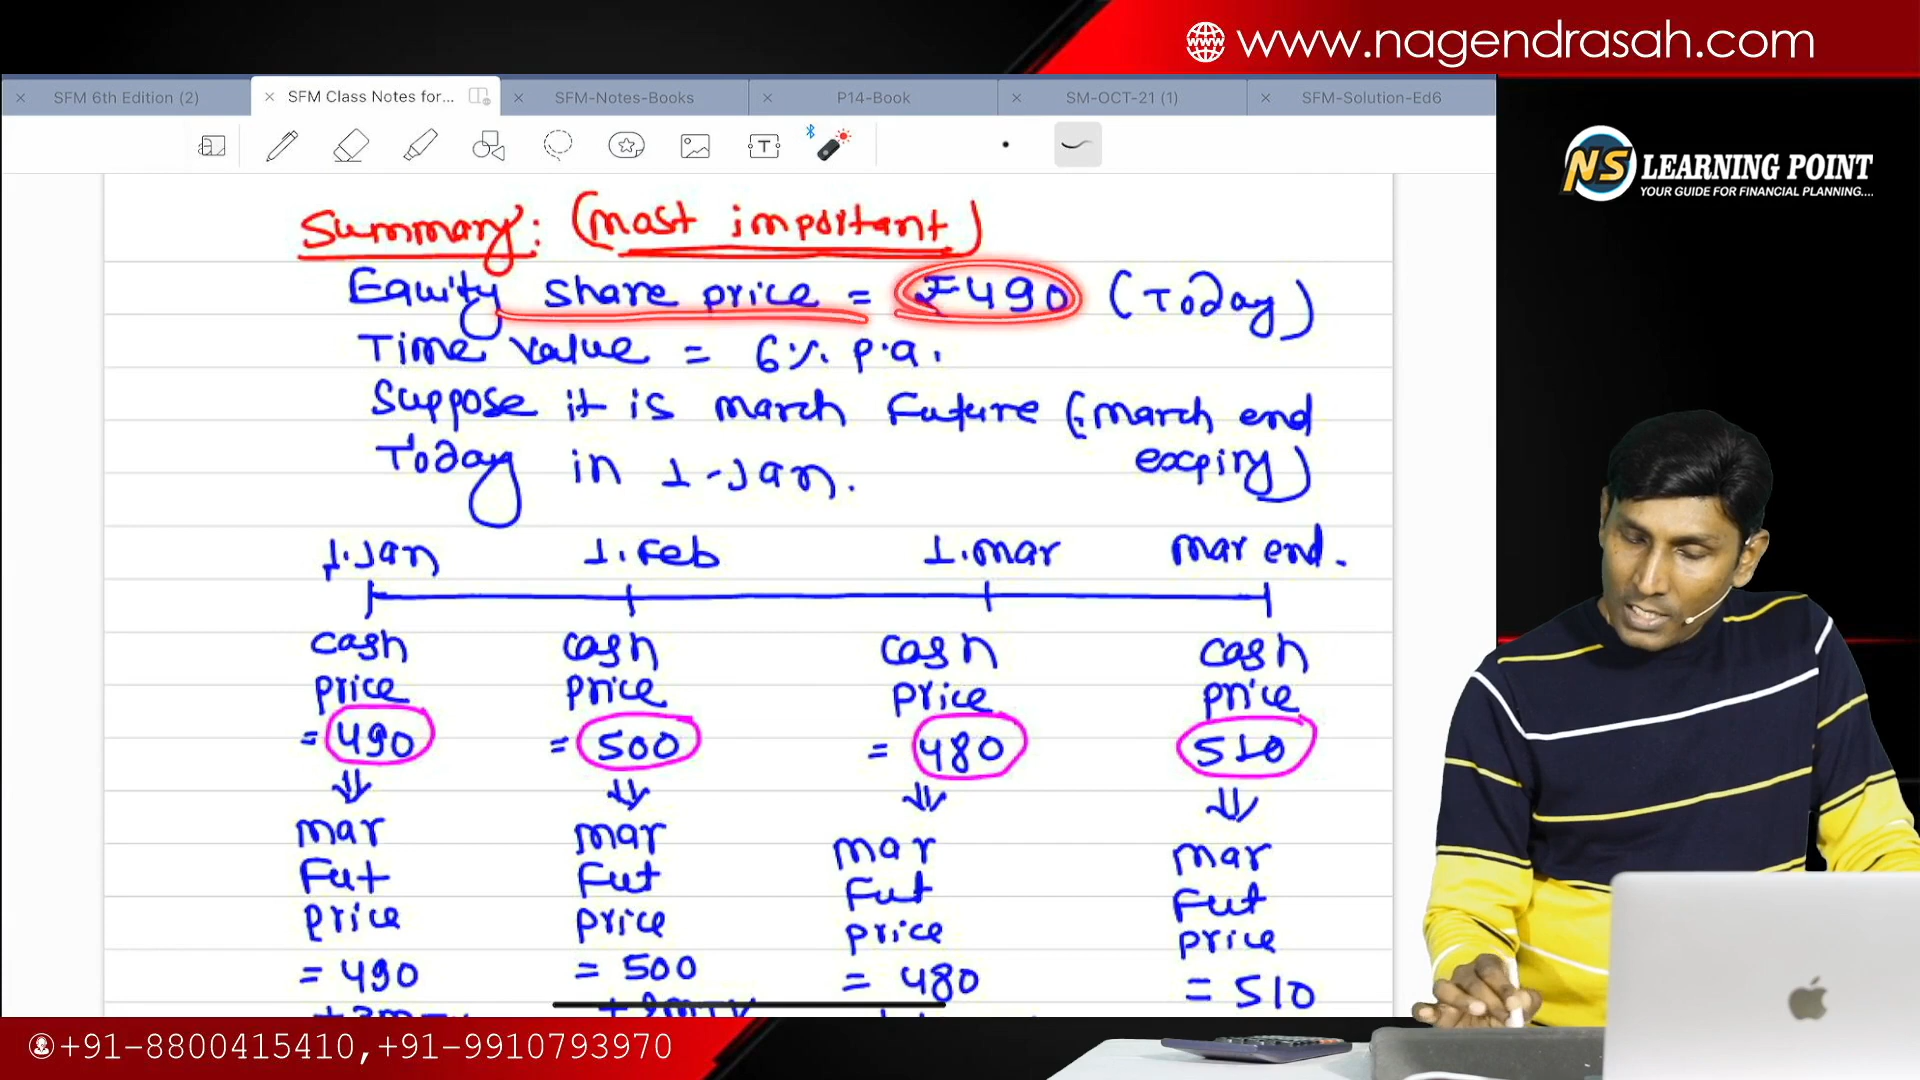 www.nagendrasah.com
SFM 6th Edition (2)
SFM Class Notes for...
SFM-Notes-Books
P14-Book
SM-OCT-21 (1)
SFM-Solution-Ed6
NS LEARNING POINT
YOUR GUIDE FOR FINANCIAL PLANNING....
Summary: (most important)
Equity share price = ₹490 (Today)
Time value = 6% p.a.
Suppose it is march Future (:march end
Today in 1-Jan. expiry)
1.Jan 1.Feb 1.mar mar end.
cash cash cash cash
price price price price
= 490 = 500 = 480 510
mar mar mar mar
Fut Fut Fut Fut
price price price price
= 490 = 500 = 480 = 510
+91-8800415410,+91-9910793970